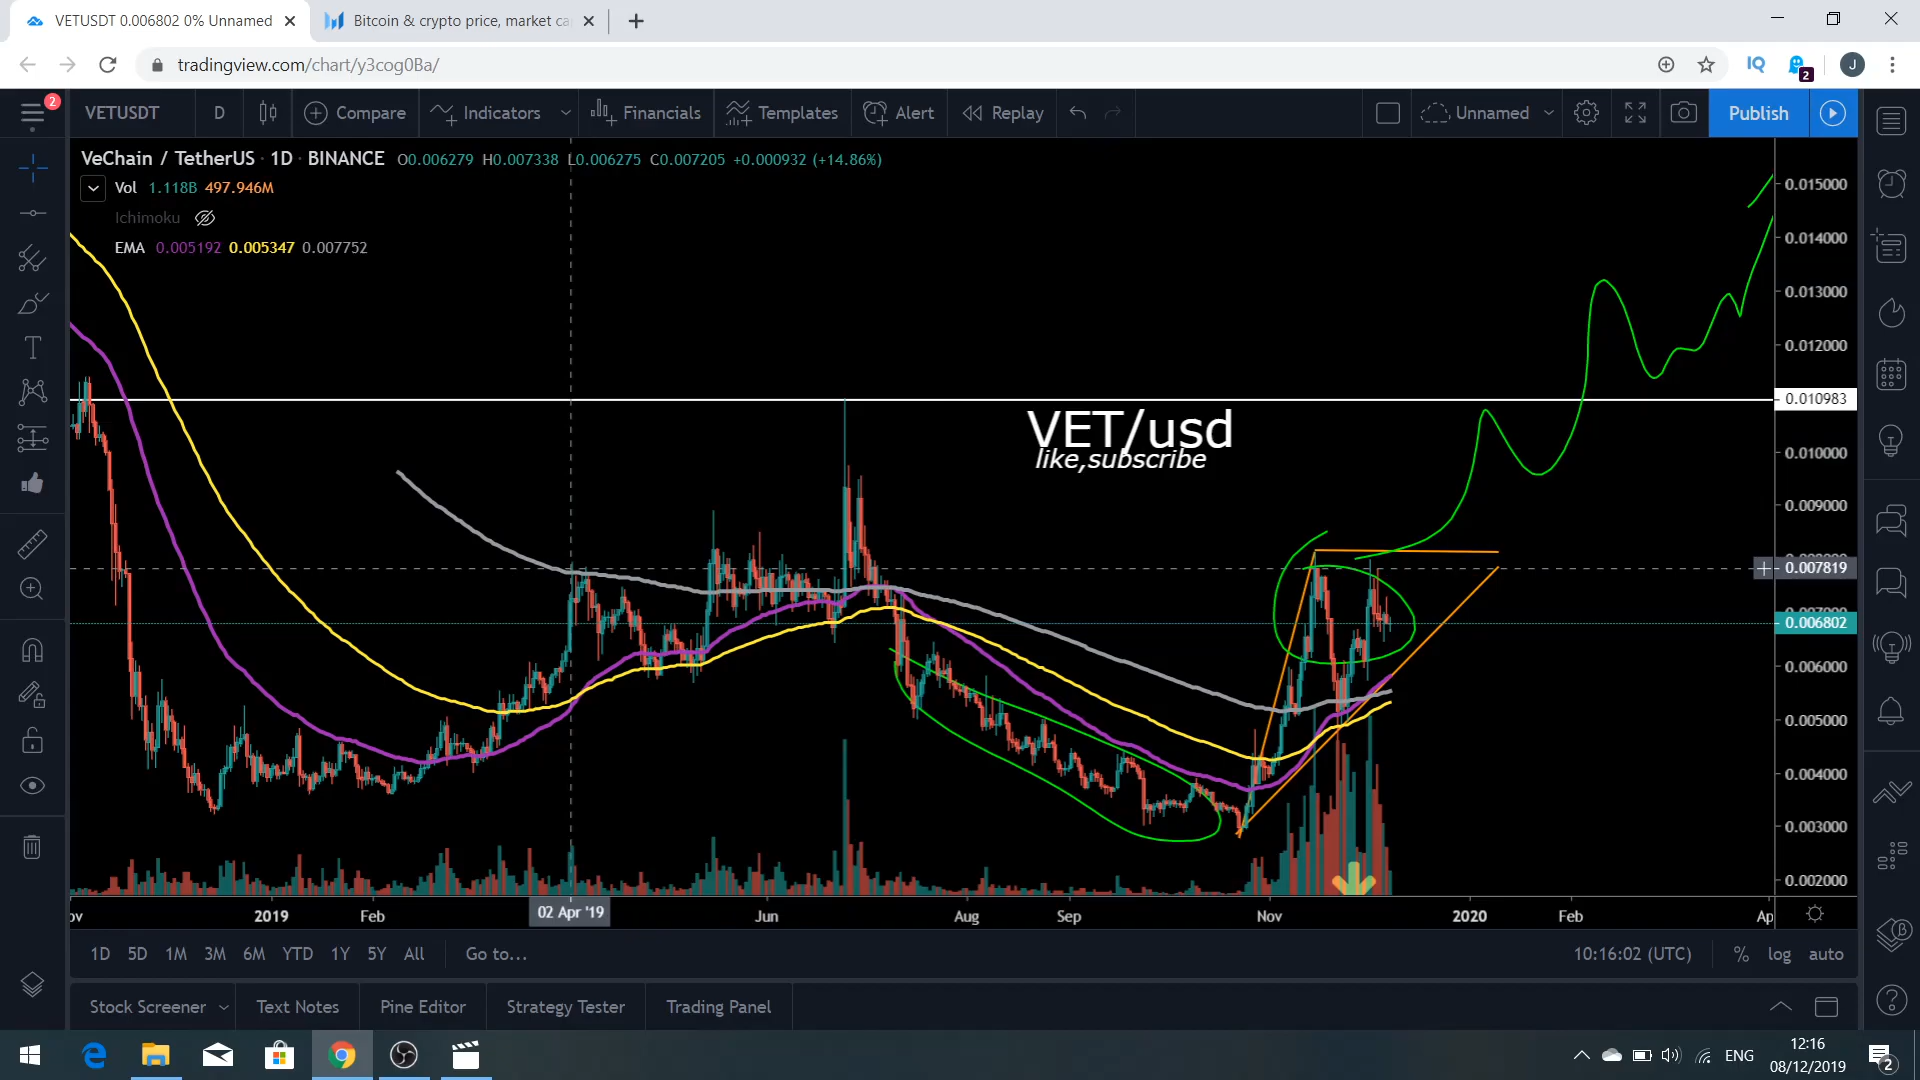 VETUSDT 0.006802 0% Unnamed
Bitcoin & crypto price, market ca
tradingview.com/chart/y3cog0Ba/
IQ
2
J
2
VETUSDT
D
Compare
Indicators
Financials
Templates
Alert
Replay
Unnamed
Publish
VeChain / TetherUS · 1D · BINANCE O0.006279 H0.007338 L0.006275 C0.007205 +0.000932 (+14.86%)
Vol 1.118B 497.946M
Ichimoku
EMA 0.005192 0.005347 0.007752
VET/usd
like,subscribe
0.015000
0.014000
0.013000
0.012000
0.010983
0.010000
0.009000
0.007819
0.006802
0.006000
0.005000
0.004000
0.003000
0.002000
ov 2019 Feb 02 Apr '19 Jun Aug Sep Nov 2020 Feb Ap
1D 5D 1M 3M 6M YTD 1Y 5Y All Go to... 10:16:02 (UTC) % log auto
Stock Screener Text Notes Pine Editor Strategy Tester Trading Panel
ENG
12:16
08/12/2019
2